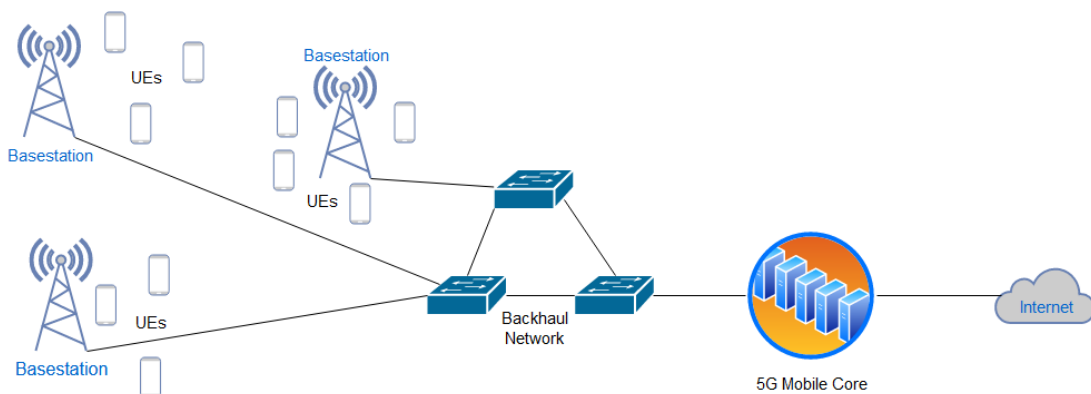 UEs
Basestation
Basestation
UEs
Basestation
UEs
Backhaul
Network
Internet
5G Mobile Core